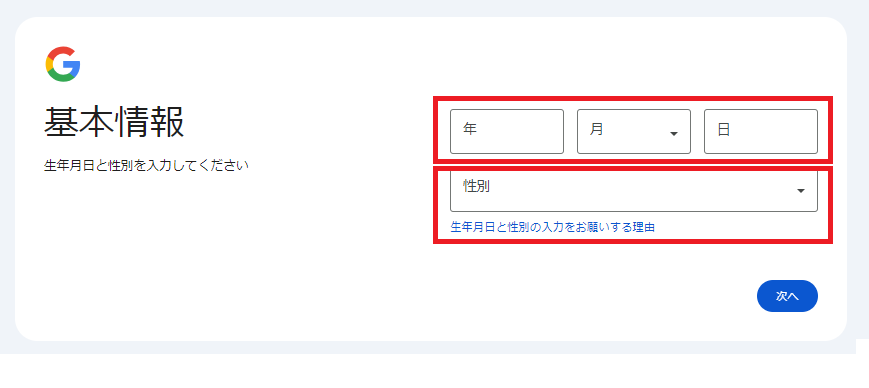 基本情報
生年月日と性別を入力してください
年 月 日
性別
生年月日と性別の入力をお願いする理由
次へ